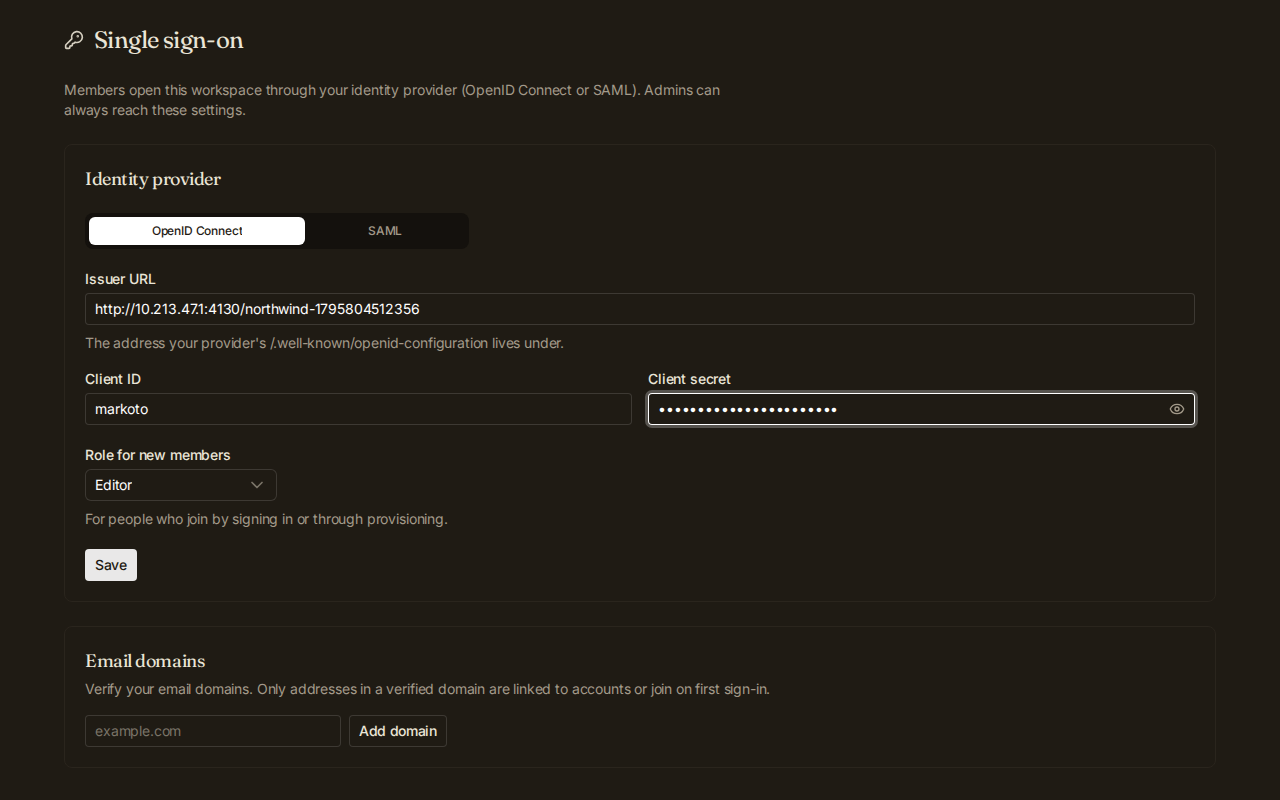 Single sign-on
Members open this workspace through your identity provider (OpenID Connect or SAML). Admins can
always reach these settings.
Identity provider
OpenID Connect
SAML
Issuer URL
http://10.213.47.1:4130/northwind-1795804512356
The address your provider's /.well-known/openid-configuration lives under.
Client ID
Client secret
markoto
•••••••••••••••••••••••
Role for new members
Editor
For people who join by signing in or through provisioning.
Save
Email domains
Verify your email domains. Only addresses in a verified domain are linked to accounts or join on first sign-in.
example.com
Add domain